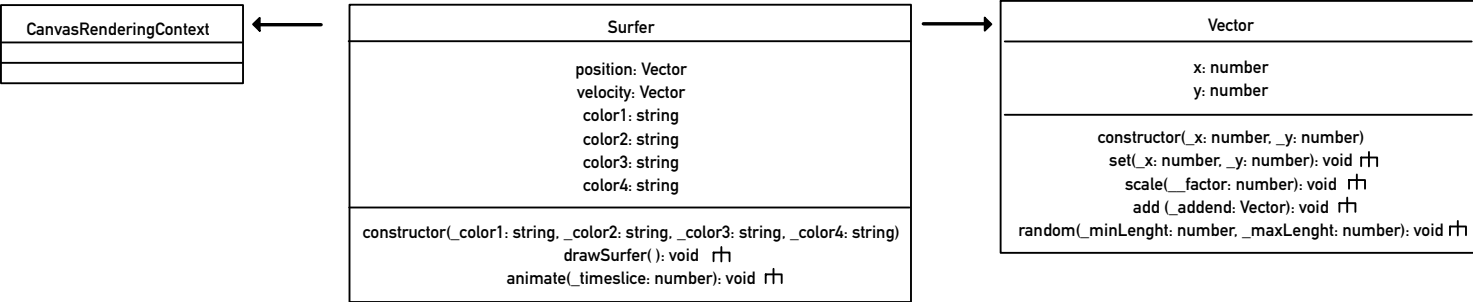 CanvasRenderingContext
Surfer
position: Vector
velocity: Vector
color1: string
color2: string
color3: string
color4: string
constructor(_color1: string, _color2: string, _color3: string, _color4: string)
drawSurfer( ): void
animate(_timeslice: number): void
Vector
x: number
y: number
constructor(_x: number, _y: number)
set(_x: number, _y: number): void
scale(__factor: number): void
add (_addend: Vector): void
random(_minLenght: number, _maxLenght: number): void